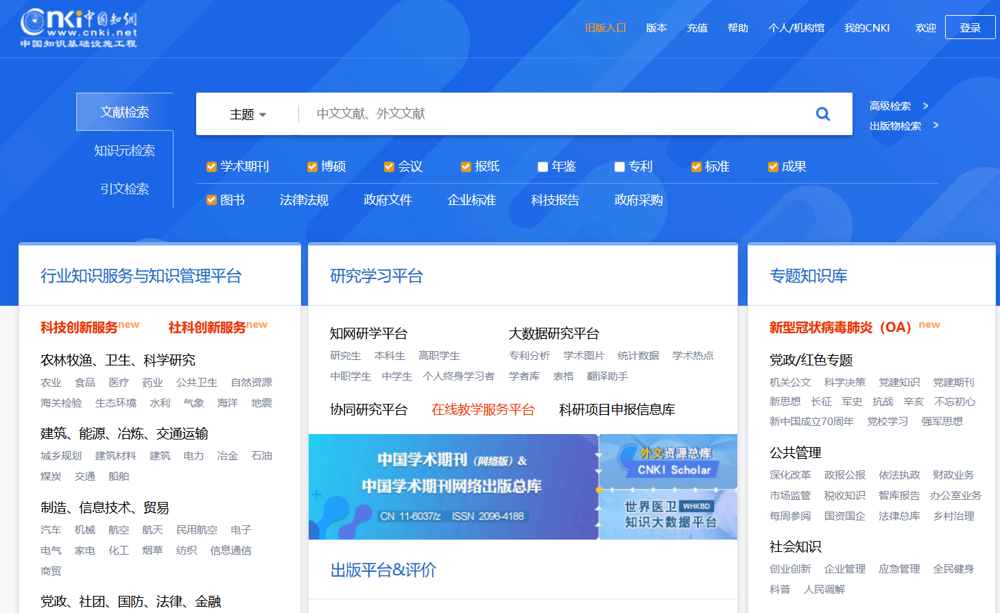 cnki中国知网
www.cnki.net
中国知识基础设施工程
旧版入口 版本 充值 帮助 个人/机构馆 我的CNKI 欢迎 登录
文献检索
知识元检索
引文检索
主题 中文文献、外文文献
高级检索 >
出版物检索 >
学术期刊 博硕 会议 报纸 年鉴 专利 标准 成果
图书 法律法规 政府文件 企业标准 科技报告 政府采购
行业知识服务与知识管理平台
科技创新服务new 社科创新服务new
农林牧渔、卫生、科学研究
农业 食品 医疗 药业 公共卫生 自然资源
海关检验 生态环境 水利 气象 海洋 地震
建筑、能源、冶炼、交通运输
城乡规划 建筑材料 建筑 电力 冶金 石油
煤炭 交通 船舶
制造、信息技术、贸易
汽车 机械 航空 航天 民用航空 电子
电气 家电 化工 烟草 纺织 信息通信
商贸
党政、社团、国防、法律、金融
研究学习平台
知网研学平台
研究生 本科生 高职学生
中职学生 中学生 个人终身学习者
大数据研究平台
专利分析 学术图片 统计数据 学术热点
学者库 表格 翻译助手
协同研究平台 在线教学服务平台 科研项目申报信息库
中国学术期刊（网络版）&
中国学术期刊网络出版总库
CN 11-6037/z ISSN 2096-4188
外文资源总库
CNKI Scholar
世界医卫 WHKBD
知识大数据平台
出版平台&评价
专题知识库
新型冠状病毒肺炎（OA）new
党政/红色专题
机关公文 科学决策 党建知识 党建期刊
新思想 长征 军史 抗战 辛亥 不忘初心
新中国成立70周年 党校学习 强军思想
公共管理
深化改革 政报公报 依法执政 财政业务
市场监管 税收知识 智库报告 办公室业务
每周参阅 国资国企 法律总库 乡村治理
社会知识
创业创新 企业管理 应急管理 全民健身
科普 人民调解